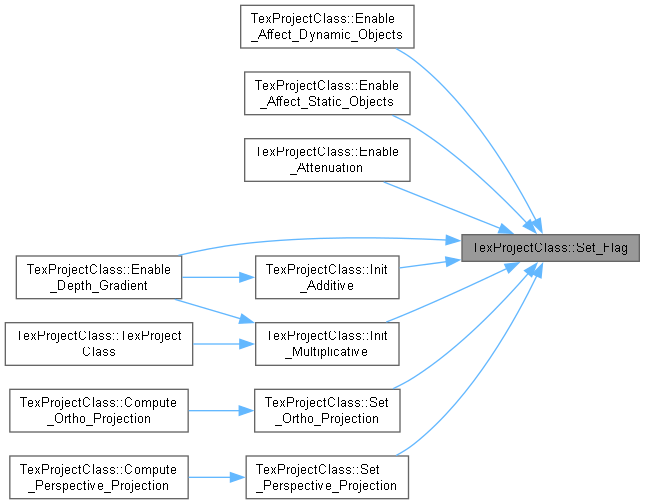 TexProjectClass::Enable
_Affect_Dynamic_Objects
TexProjectClass::Enable
_Affect_Static_Objects
TexProjectClass::Enable
_Attenuation
TexProjectClass::Set_Flag
TexProjectClass::Enable
_Depth_Gradient
TexProjectClass::Init
_Additive
TexProjectClass::TexProject
Class
TexProjectClass::Init
_Multiplicative
TexProjectClass::Compute
_Ortho_Projection
TexProjectClass::Set
_Ortho_Projection
TexProjectClass::Compute
_Perspective_Projection
TexProjectClass::Set
_Perspective_Projection